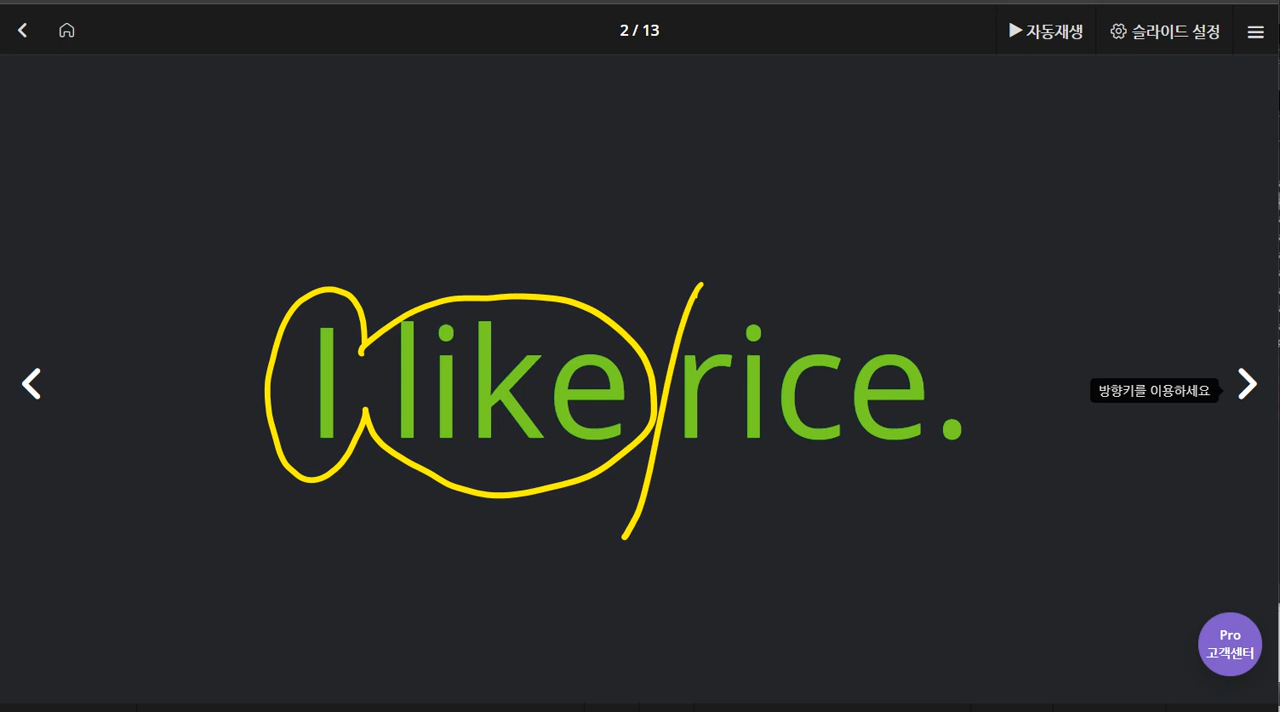 2 / 13
자동재생
슬라이드 설정
I like rice.
방향키를 이용하세요
Pro
고객센터